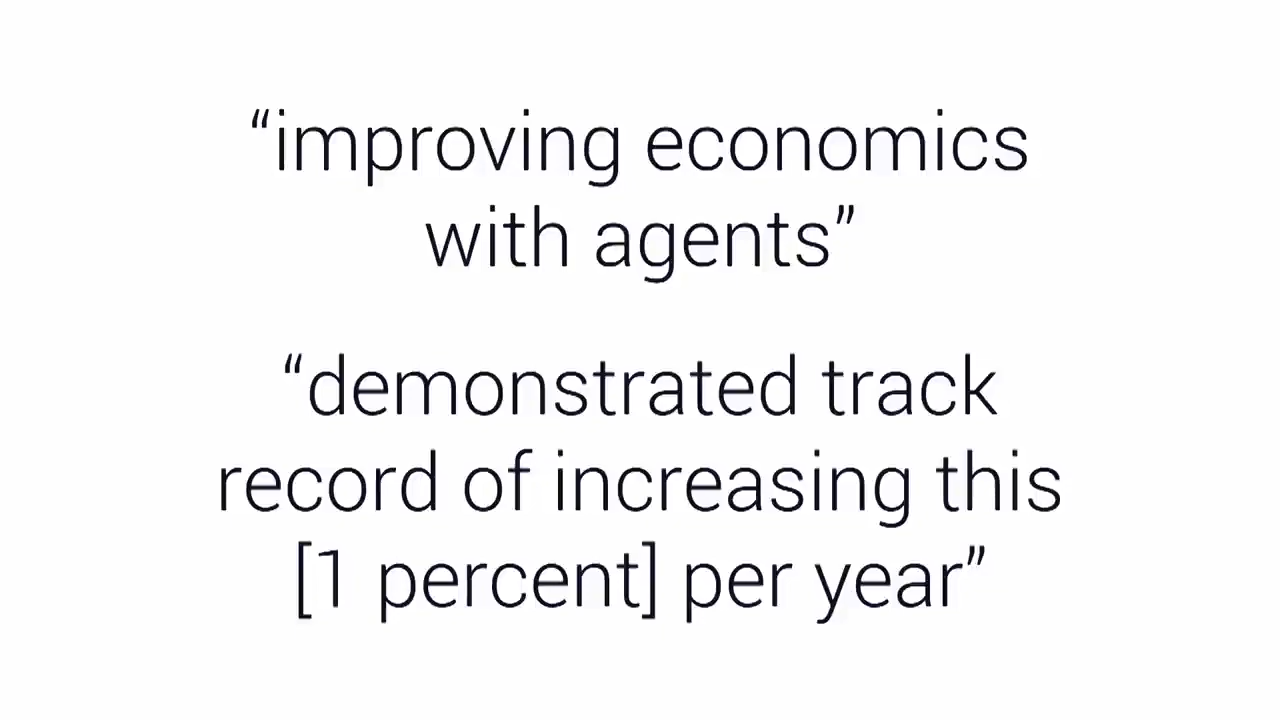 “improving economics
with agents”
“demonstrated track
record of increasing this
[1 percent] per year”